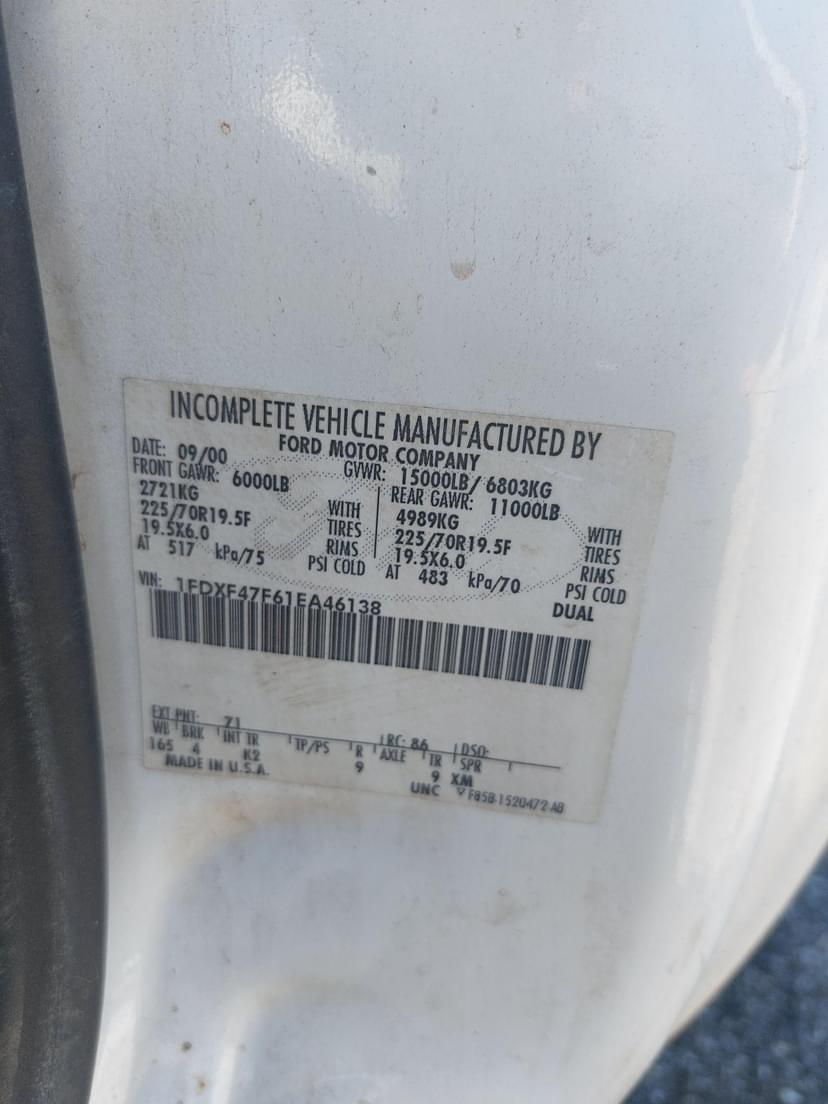 INCOMPLETE VEHICLE MANUFACTURED BY
FORD MOTOR COMPANY
DATE: 09/00 GVWR: 15000LB/ 6803KG
FRONT GAWR: 6000LB REAR GAWR: 11000LB
2721KG WITH 4989KG WITH
225/70R19.5F TIRES 225/70R19.5F TIRES
19.5X6.0 RIMS 19.5X6.0 RIMS
AT 517 kPa/75 PSI COLD AT 483 kPa/70 PSI COLD
DUAL
VIN: 1FDXF47F61EA46138
EXT PNT: 71 RC: 86 DSO:
WB BRK INT TR TP/PS R AXLE TR SPR
165 4 K2 9 9 XM
MADE IN U.S.A. UNC F85B-1520472-AB